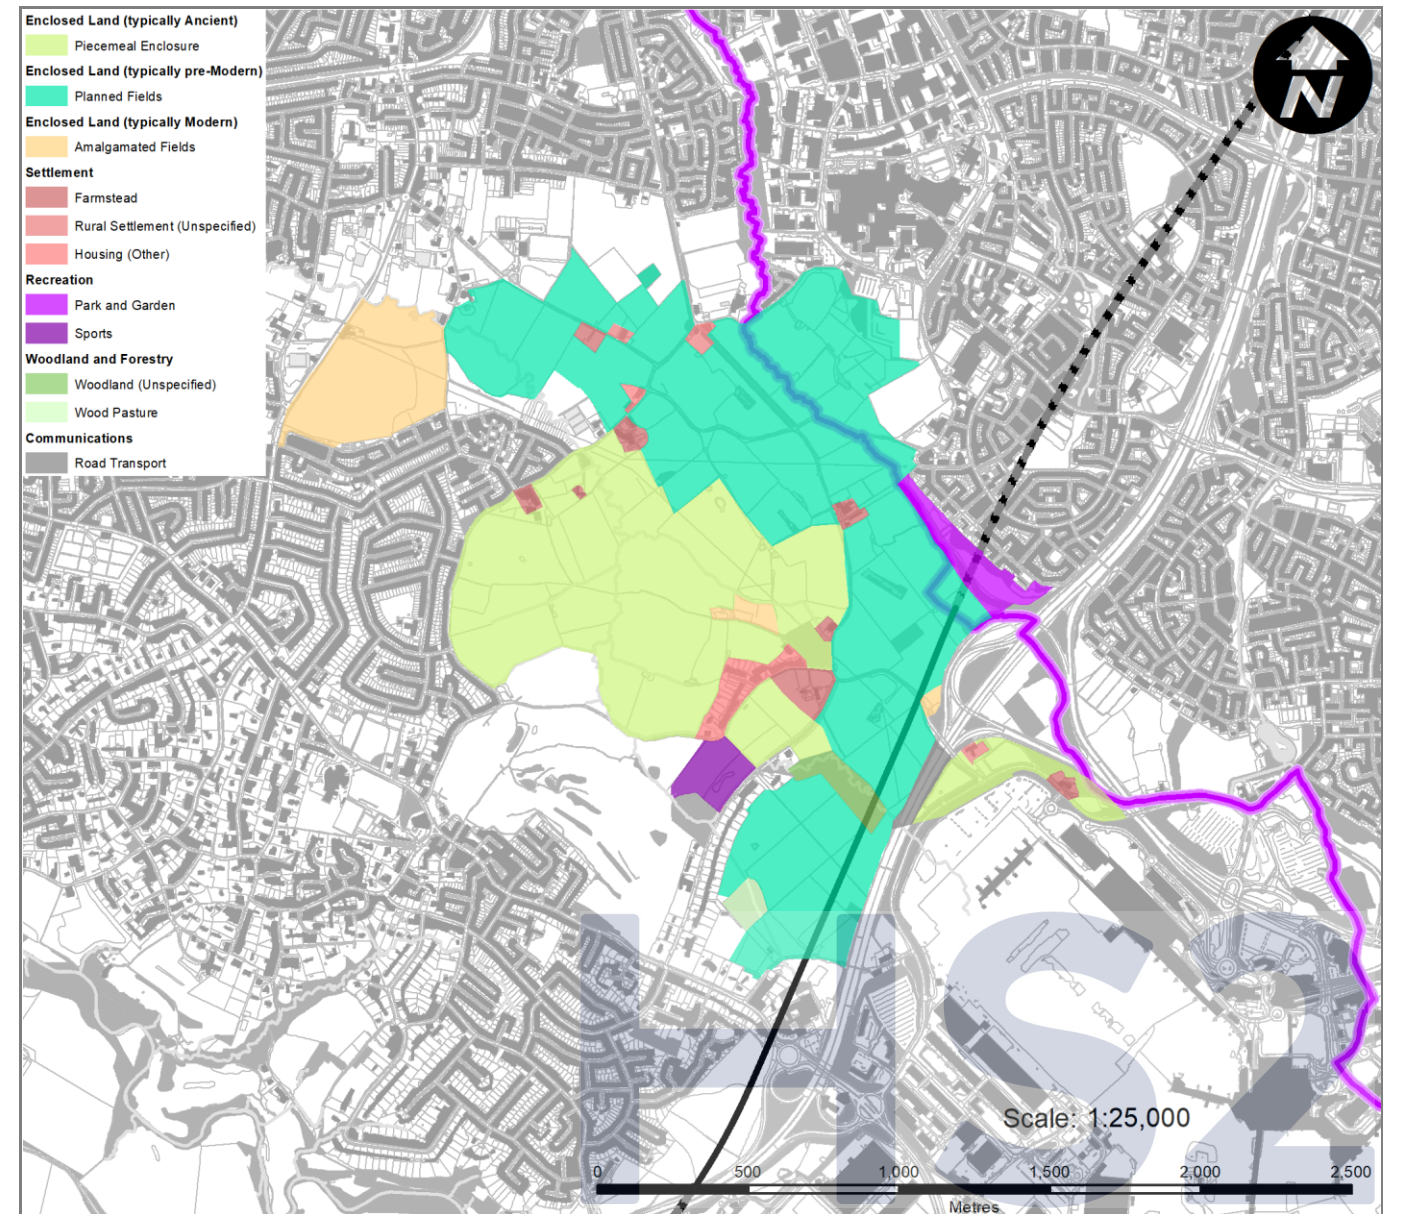 Enclosed Land (typically Ancient)
Piecemeal Enclosure
Enclosed Land (typically pre-Modern)
Planned Fields
Enclosed Land (typically Modern)
Amalgamated Fields
Settlement
Farmstead
Rural Settlement (Unspecified)
Housing (Other)
Recreation
Park and Garden
Sports
Woodland and Forestry
Woodland (Unspecified)
Wood Pasture
Communications
Road Transport
N
HS2
Scale: 1:25,000
0 500 1,000 1,500 2,000 2,500
Metres